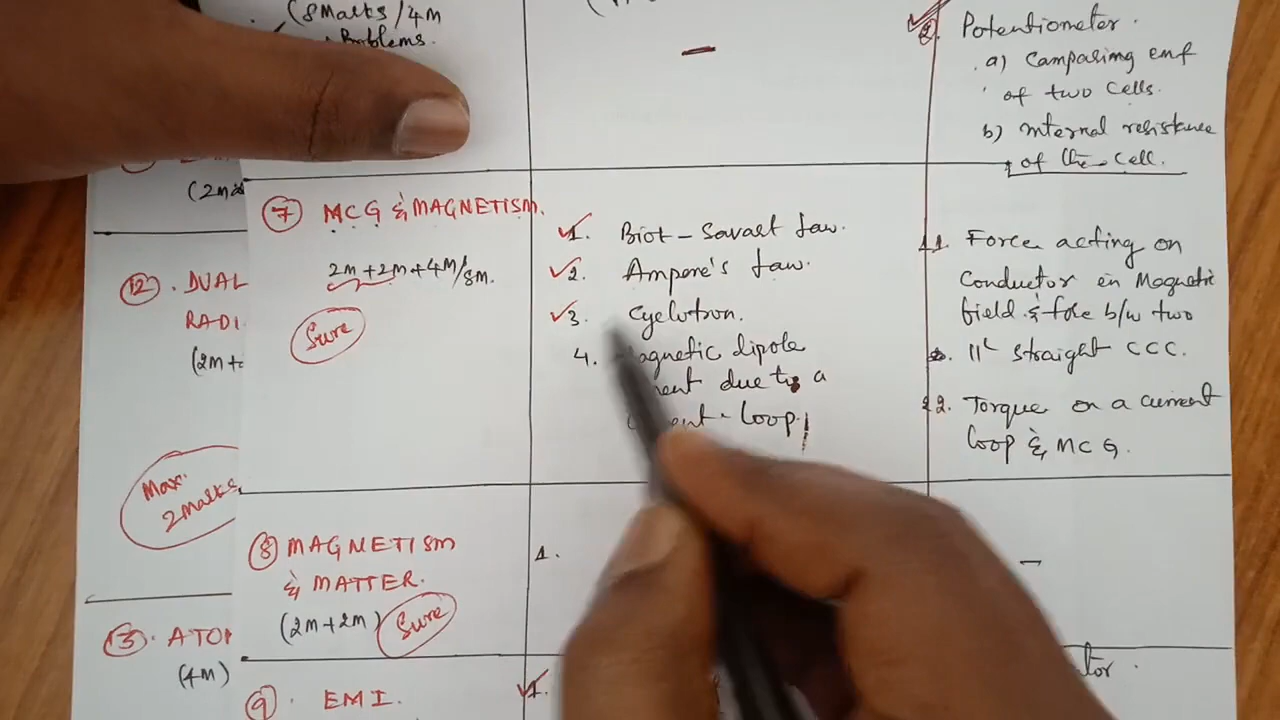 (8Marks/4M
Problems.
—
2. Potentiometer.
a) Comparing emf
of two cells.
b) internal resistance
of the cell.
(2m
7 MCG & MAGNETISM.
2m+2m+4M/8m.
Sure
1. Biot-Savart Law.
2. Ampere's Law.
3. Cyclotron.
4. Magnetic dipole
due to a
loop
1. Force acting on
Conductor in Magnetic
field & b/w two
straight CCC.
2. Torque on a current
loop & MCG.
12. DUAL
RADI
(2m+
Max.
2Marks
8 MAGNETISM
& MATTER.
(2m+2m)
Sure
1.
—
13. ATO
(4M)
9. EMI.
1.